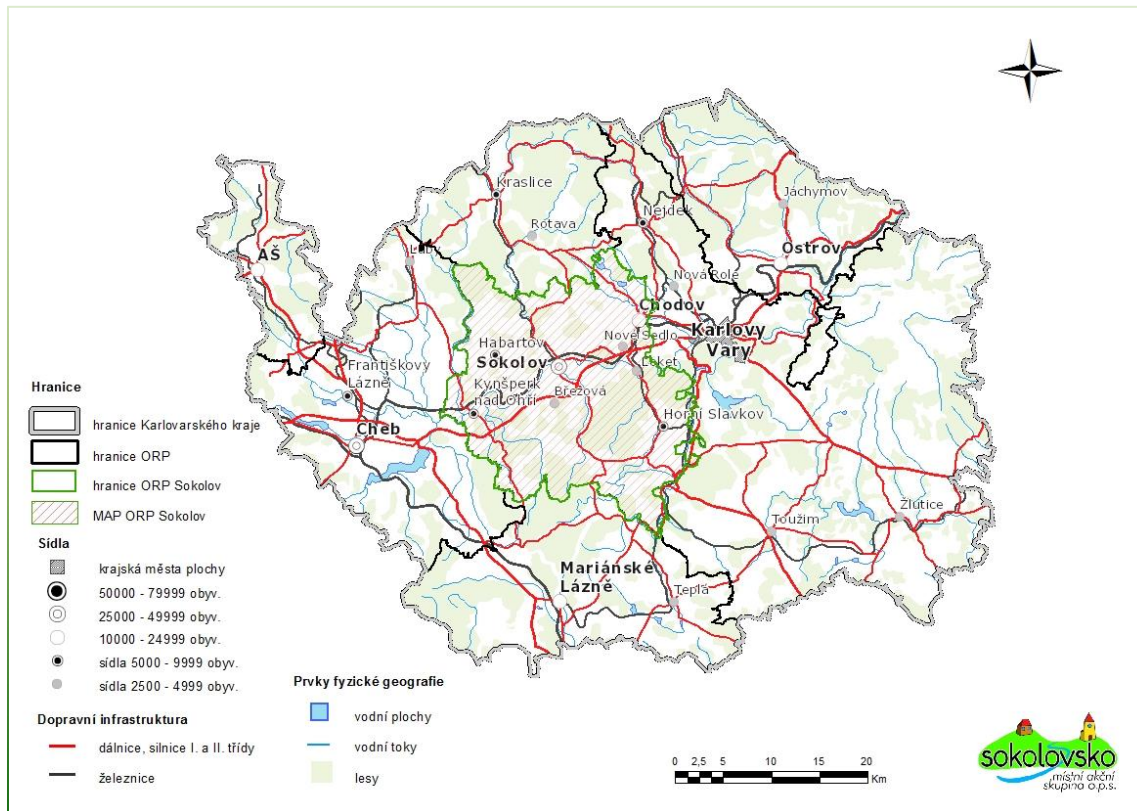 Kraslice
Rotava
Nejdek
Jáchymov
Ostrov
AŠ
Luby
Nová Role
Chodov
Karlovy
Vary
Nové Sedlo
Habartov
Sokolov
Loket
Františkovy
Lázně
Kynšperk
nad Ohří
Březová
Horní Slavkov
Cheb
Žlutice
Toužim
Mariánské
Lázně
Teplá
Hranice
hranice Karlovarského kraje
hranice ORP
hranice ORP Sokolov
MAP ORP Sokolov
Sídla
krajská města plochy
50000 - 79999 obyv.
25000 - 49999 obyv.
10000 - 24999 obyv.
sídla 5000 - 9999 obyv.
sídla 2500 - 4999 obyv.
Dopravní infrastruktura
dálnice, silnice I. a II. třídy
železnice
Prvky fyzické geografie
vodní plochy
vodní toky
lesy
0 2,5 5 10 15 20
Km
sokolovsko
místní akční
skupina o.p.s.